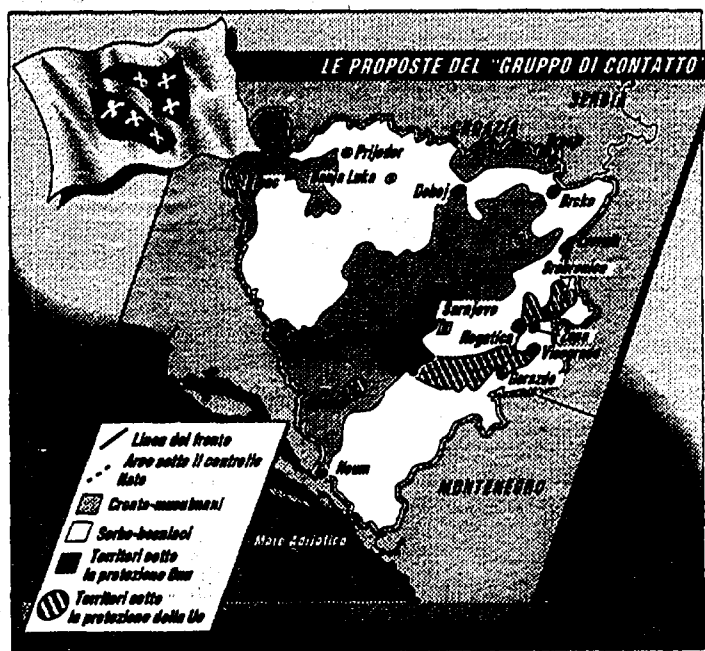 LE PROPOSTE DEL "GRUPPO DI CONTATTO"
SERBIA
CROAZIA
Prijedor
Banja Luka
Doboj
Brcko
Srebrenica
Sarajevo
Rogatica
Visegrad
Gorazde
Neum
MONTENEGRO
Mare Adriatico
Linea del fronte
Aree sotto il controllo
Nato
Croato-musulmani
Serbo-bosniaci
Territori sotto
la protezione Onu
Territori sotto
la protezione della Ue